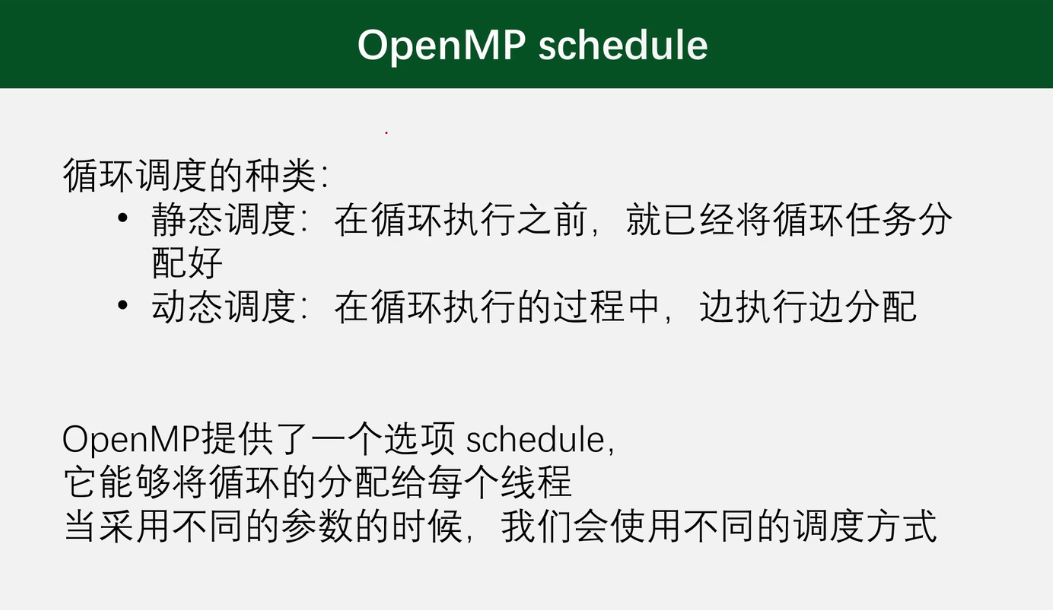 OpenMP schedule
循环调度的种类：
• 静态调度：在循环执行之前，就已经将循环任务分
配好
• 动态调度：在循环执行的过程中，边执行边分配
OpenMP提供了一个选项 schedule，
它能够将循环的分配给每个线程
当采用不同的参数的时候，我们会使用不同的调度方式